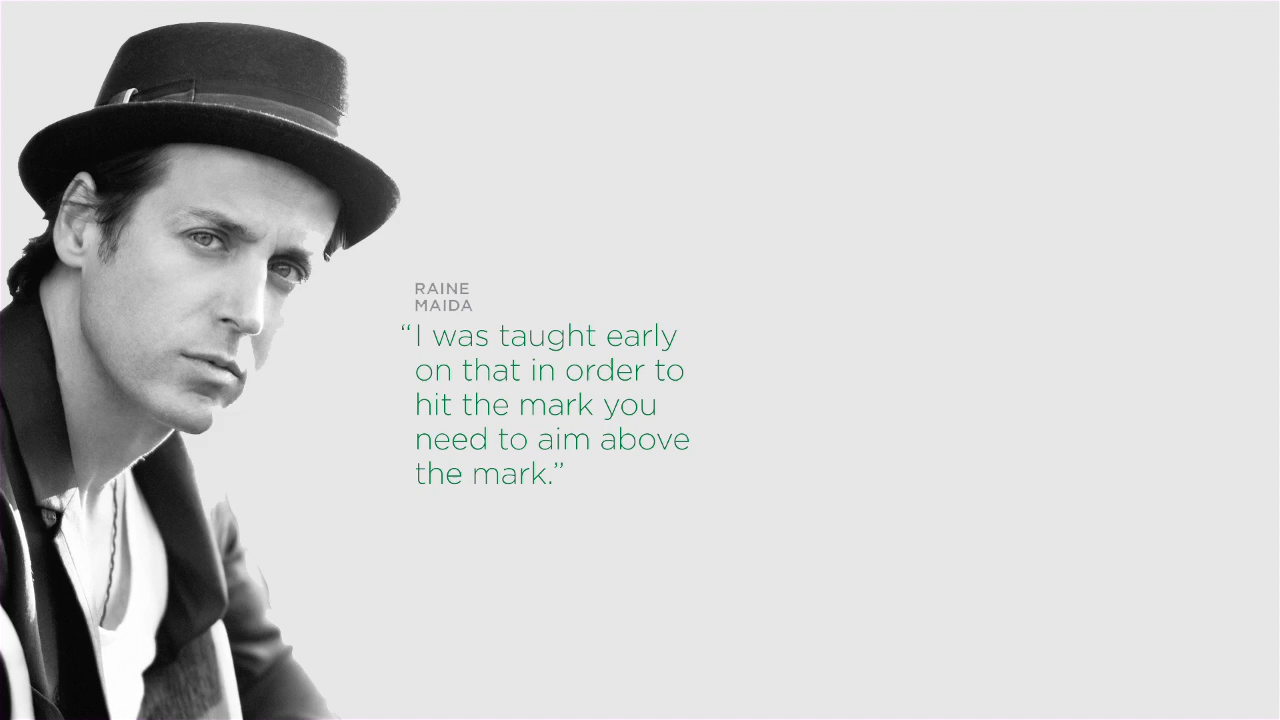 RAINE
MAIDA
“I was taught early
on that in order to
hit the mark you
need to aim above
the mark.”